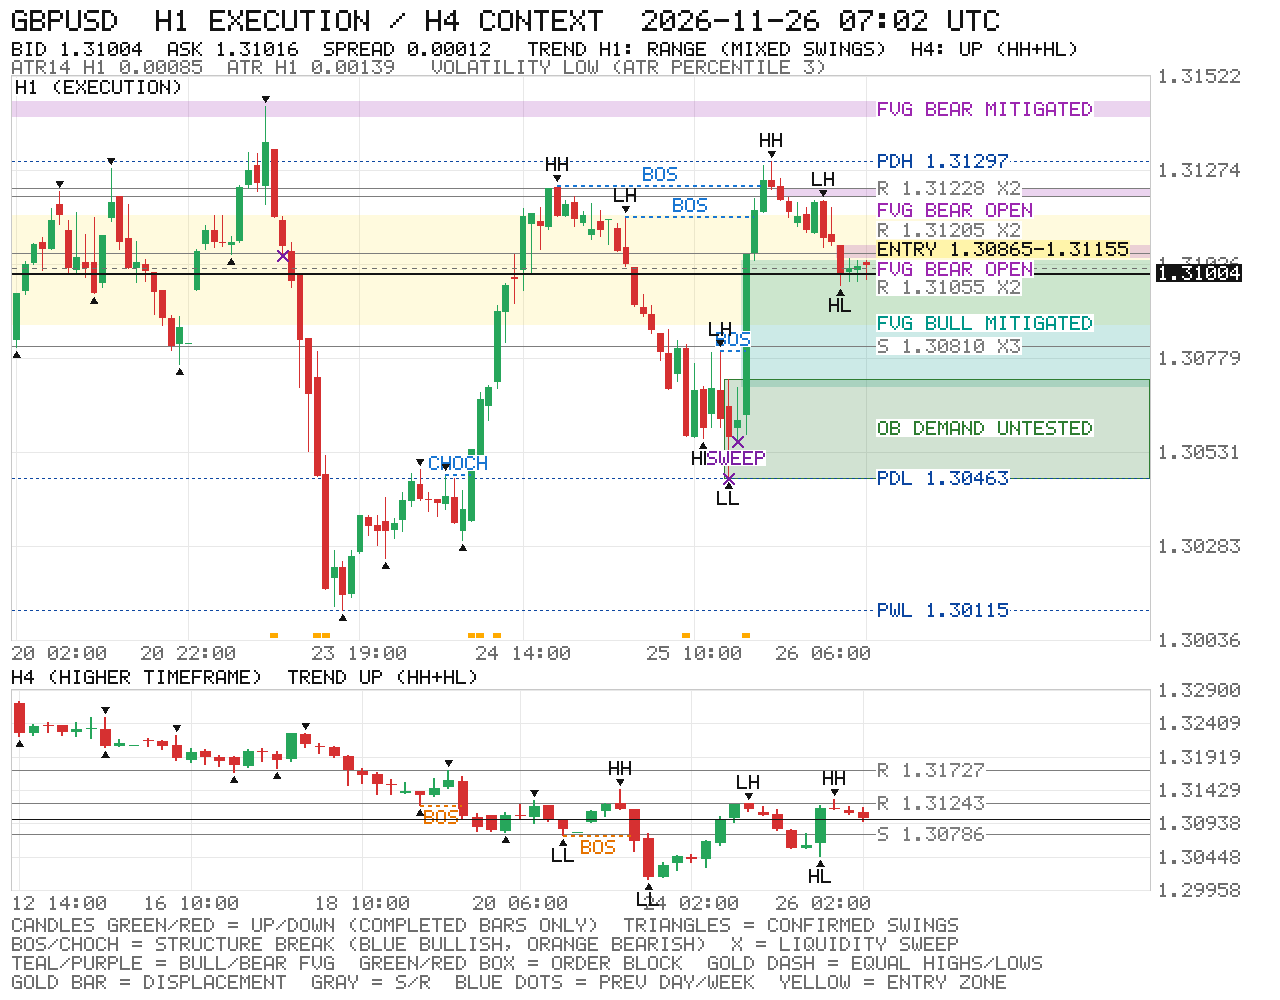 GBPUSD  H1 EXECUTION / H4 CONTEXT  2026-11-26 07:02 UTC
BID 1.31004  ASK 1.31016  SPREAD 0.00012   TREND H1: RANGE (MIXED SWINGS)  H4: UP (HH+HL)
ATR14 H1 0.00085  ATR H1 0.00139   VOLATILITY LOW (ATR PERCENTILE 3)
H1 (EXECUTION)
1.31522
FVG BEAR MITIGATED
HH
PDH 1.31297
HH
BOS
1.31274
LH
R 1.31228 X2
LH
BOS
FVG BEAR OPEN
R 1.31205 X2
ENTRY 1.30865-1.31155
FVG BEAR OPEN
1.31004
R 1.31055 X2
HL
FVG BULL MITIGATED
LH
BOS
S 1.30810 X3
1.30779
OB DEMAND UNTESTED
1.30531
SWEEP
CHOCH
PDL 1.30463
LL
1.30283
PWL 1.30115
1.30036
20 02:00  20 22:00  23 19:00  24 14:00  25 10:00  26 06:00
H4 (HIGHER TIMEFRAME)  TREND UP (HH+HL)
1.32900
1.32409
1.31919
HH
R 1.31727
LH
HH
1.31429
R 1.31243
BOS
1.30938
S 1.30786
BOS
LL
1.30448
HL
LL
1.29958
12 14:00  16 10:00  18 10:00  20 06:00  24 02:00  26 02:00
CANDLES GREEN/RED = UP/DOWN (COMPLETED BARS ONLY)  TRIANGLES = CONFIRMED SWINGS
BOS/CHOCH = STRUCTURE BREAK (BLUE BULLISH, ORANGE BEARISH)  X = LIQUIDITY SWEEP
TEAL/PURPLE = BULL/BEAR FVG  GREEN/RED BOX = ORDER BLOCK  GOLD DASH = EQUAL HIGHS/LOWS
GOLD BAR = DISPLACEMENT  GRAY = S/R  BLUE DOTS = PREV DAY/WEEK  YELLOW = ENTRY ZONE